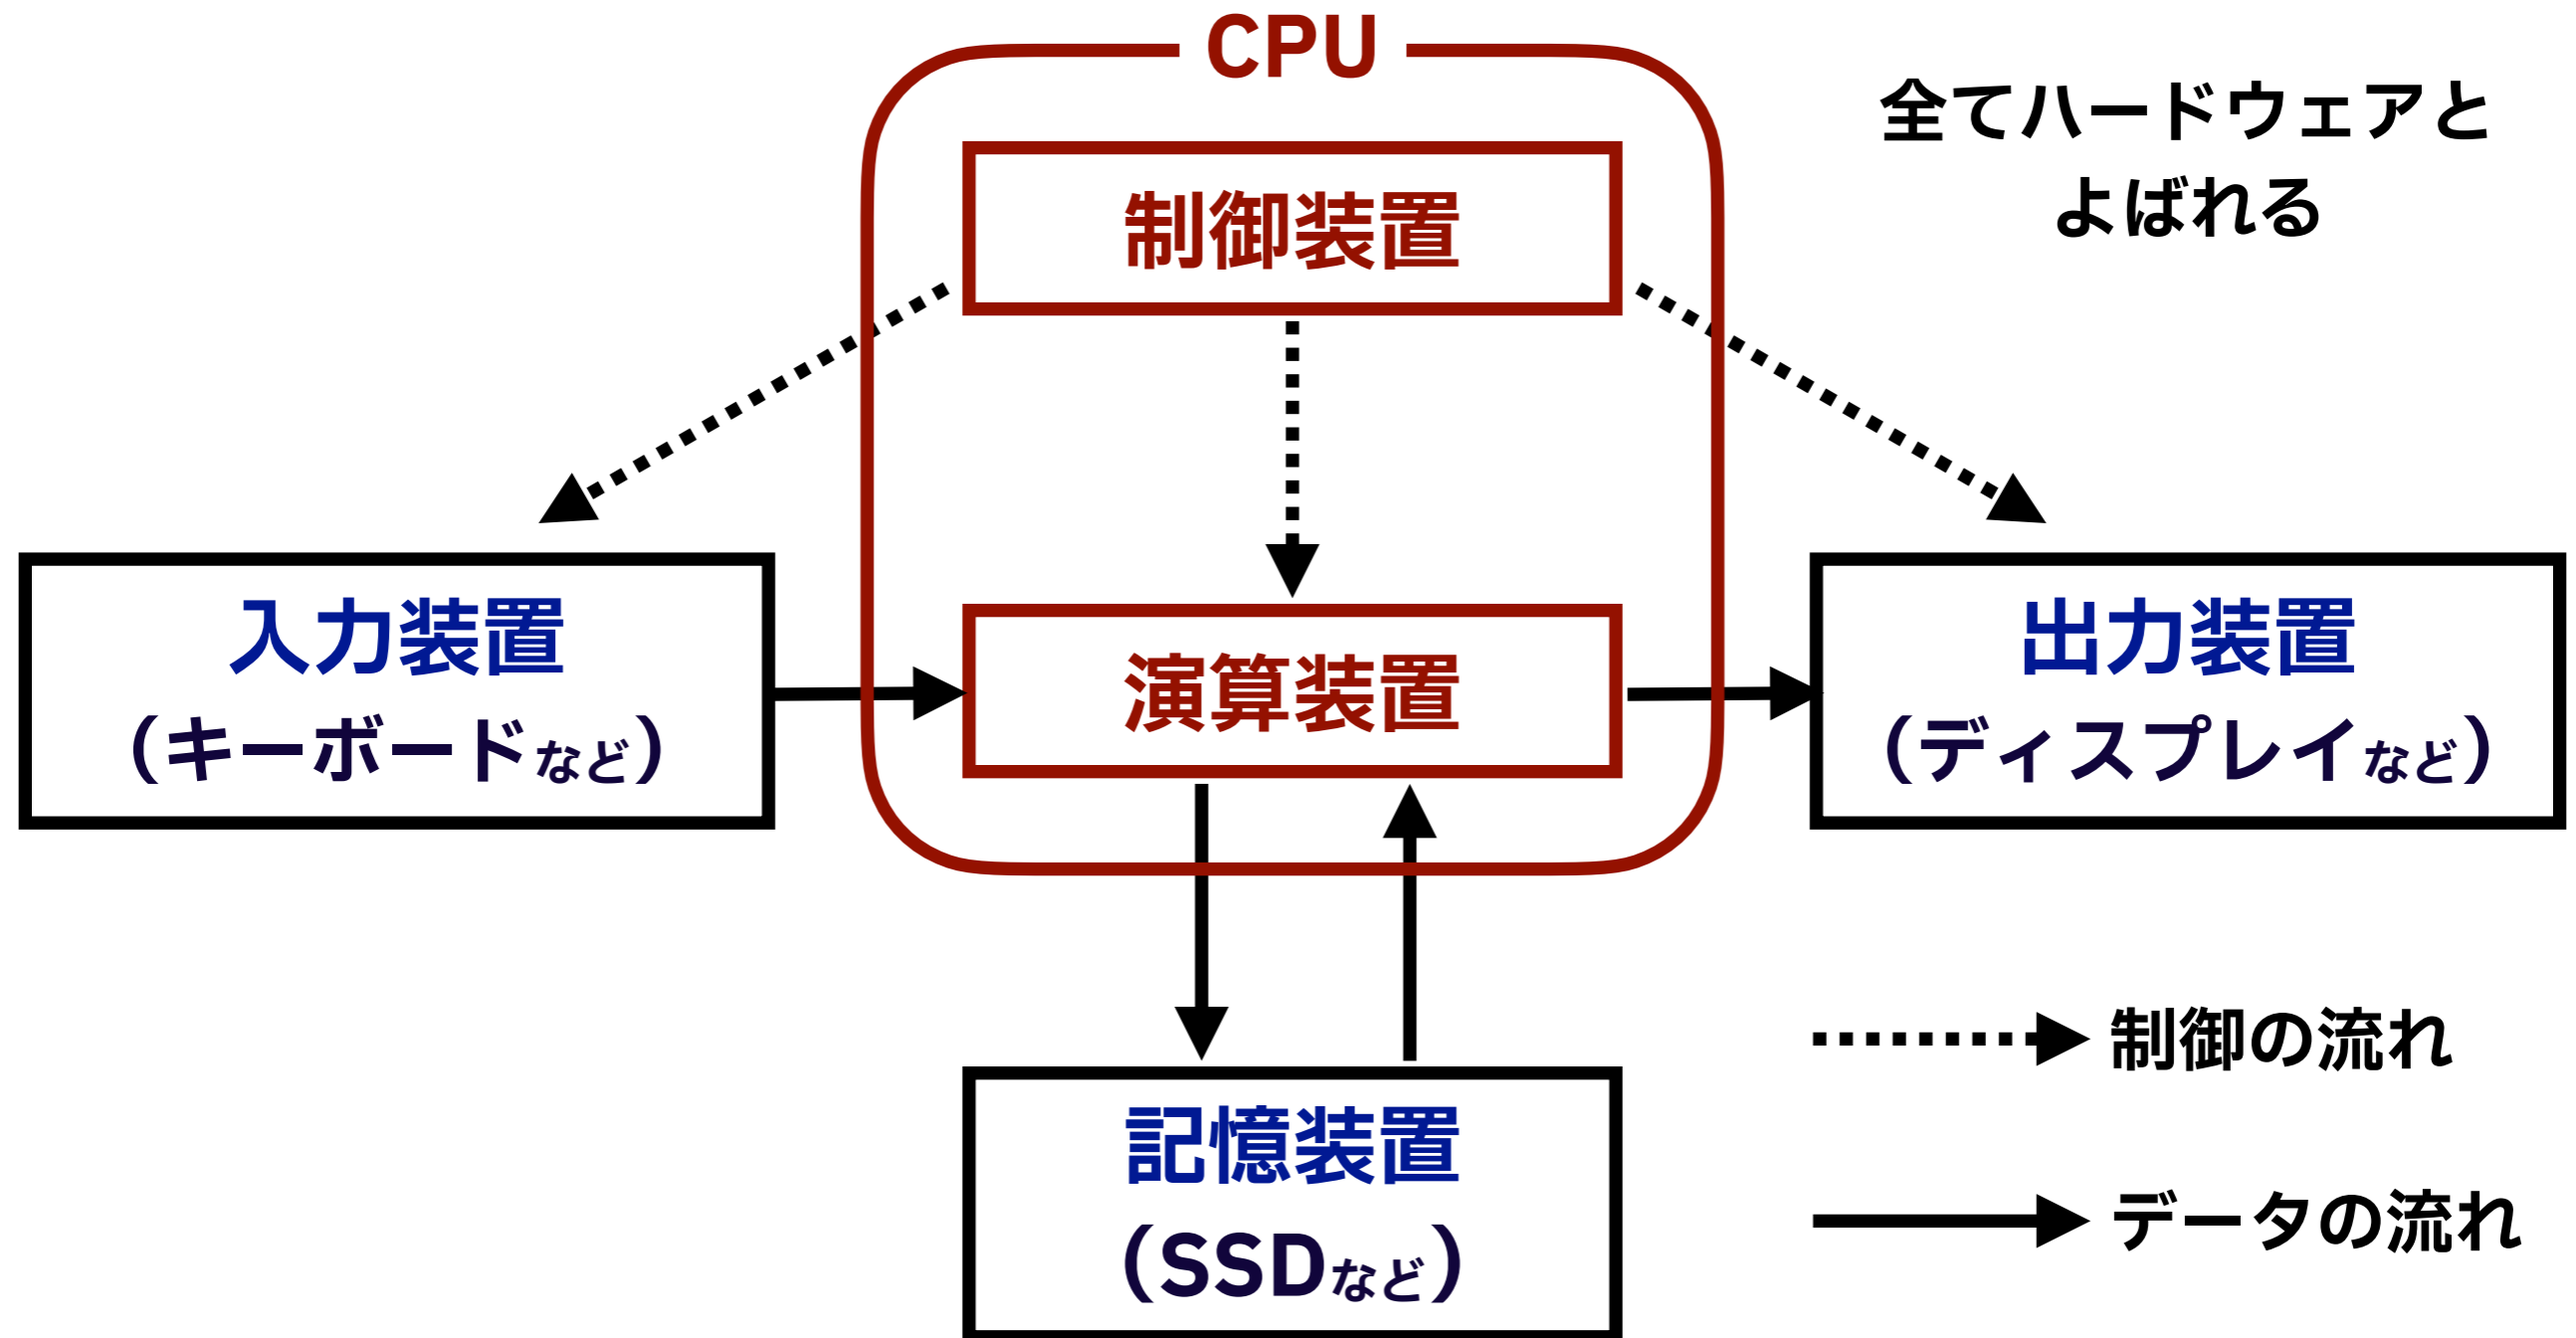 CPU
全てハードウェアと
よばれる
制御装置
入力装置
（キーボードなど）
演算装置
出力装置
（ディスプレイなど）
記憶装置
（SSDなど）
制御の流れ
データの流れ